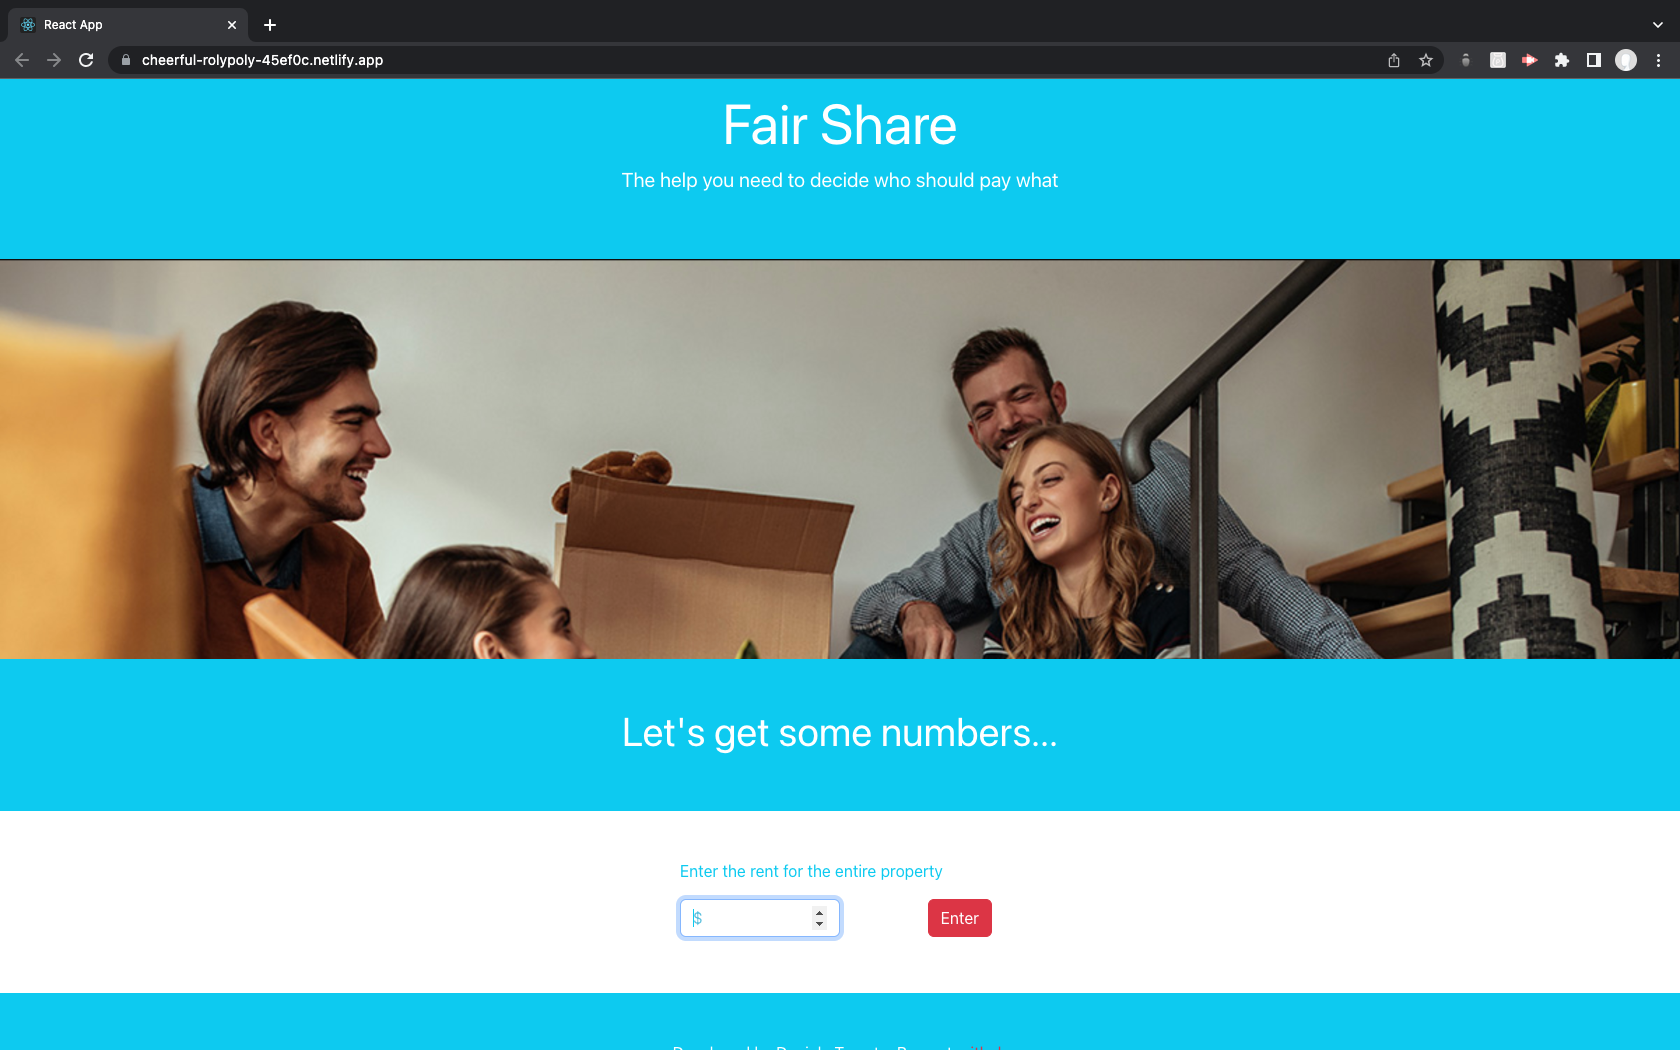 React App
cheerful-rolypoly-45ef0c.netlify.app
Fair Share
The help you need to decide who should pay what
Let's get some numbers...
Enter the rent for the entire property
$
Enter